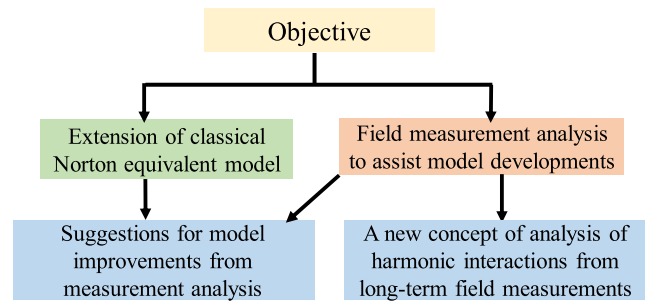 Objective
Extension of classical
Norton equivalent model
Field measurement analysis
to assist model developments
Suggestions for model
improvements from
measurement analysis
A new concept of analysis of
harmonic interactions from
long-term field measurements